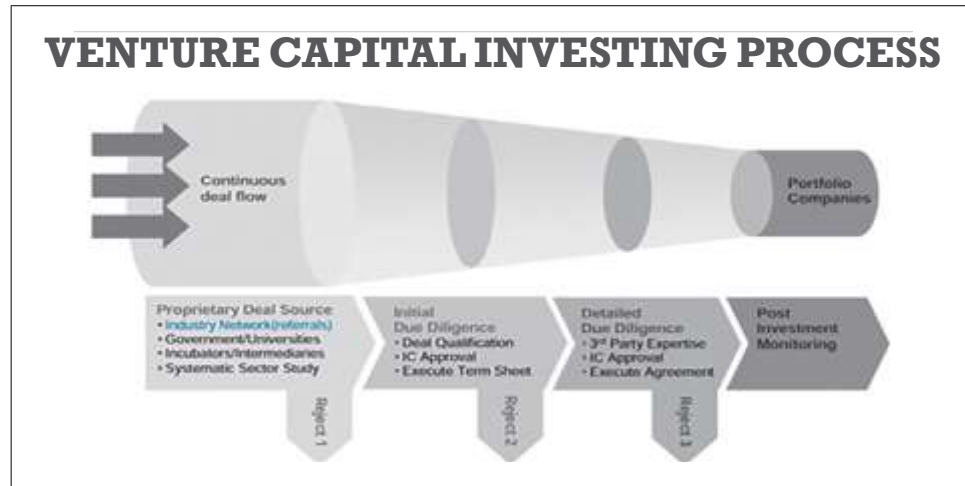 VENTURE CAPITAL INVESTING PROCESS
Continuous
deal flow
Portfolio
Companies
Proprietary Deal Source
• Industry Network(referrals)
• Government/Universities
• Incubators/Intermediaries
• Systematic Sector Study
Reject 1
Initial
Due Diligence
• Deal Qualification
• IC Approval
• Execute Term Sheet
Reject 2
Detailed
Due Diligence
• 3rd Party Expertise
• IC Approval
• Execute Agreement
Reject 3
Post
Investment
Monitoring